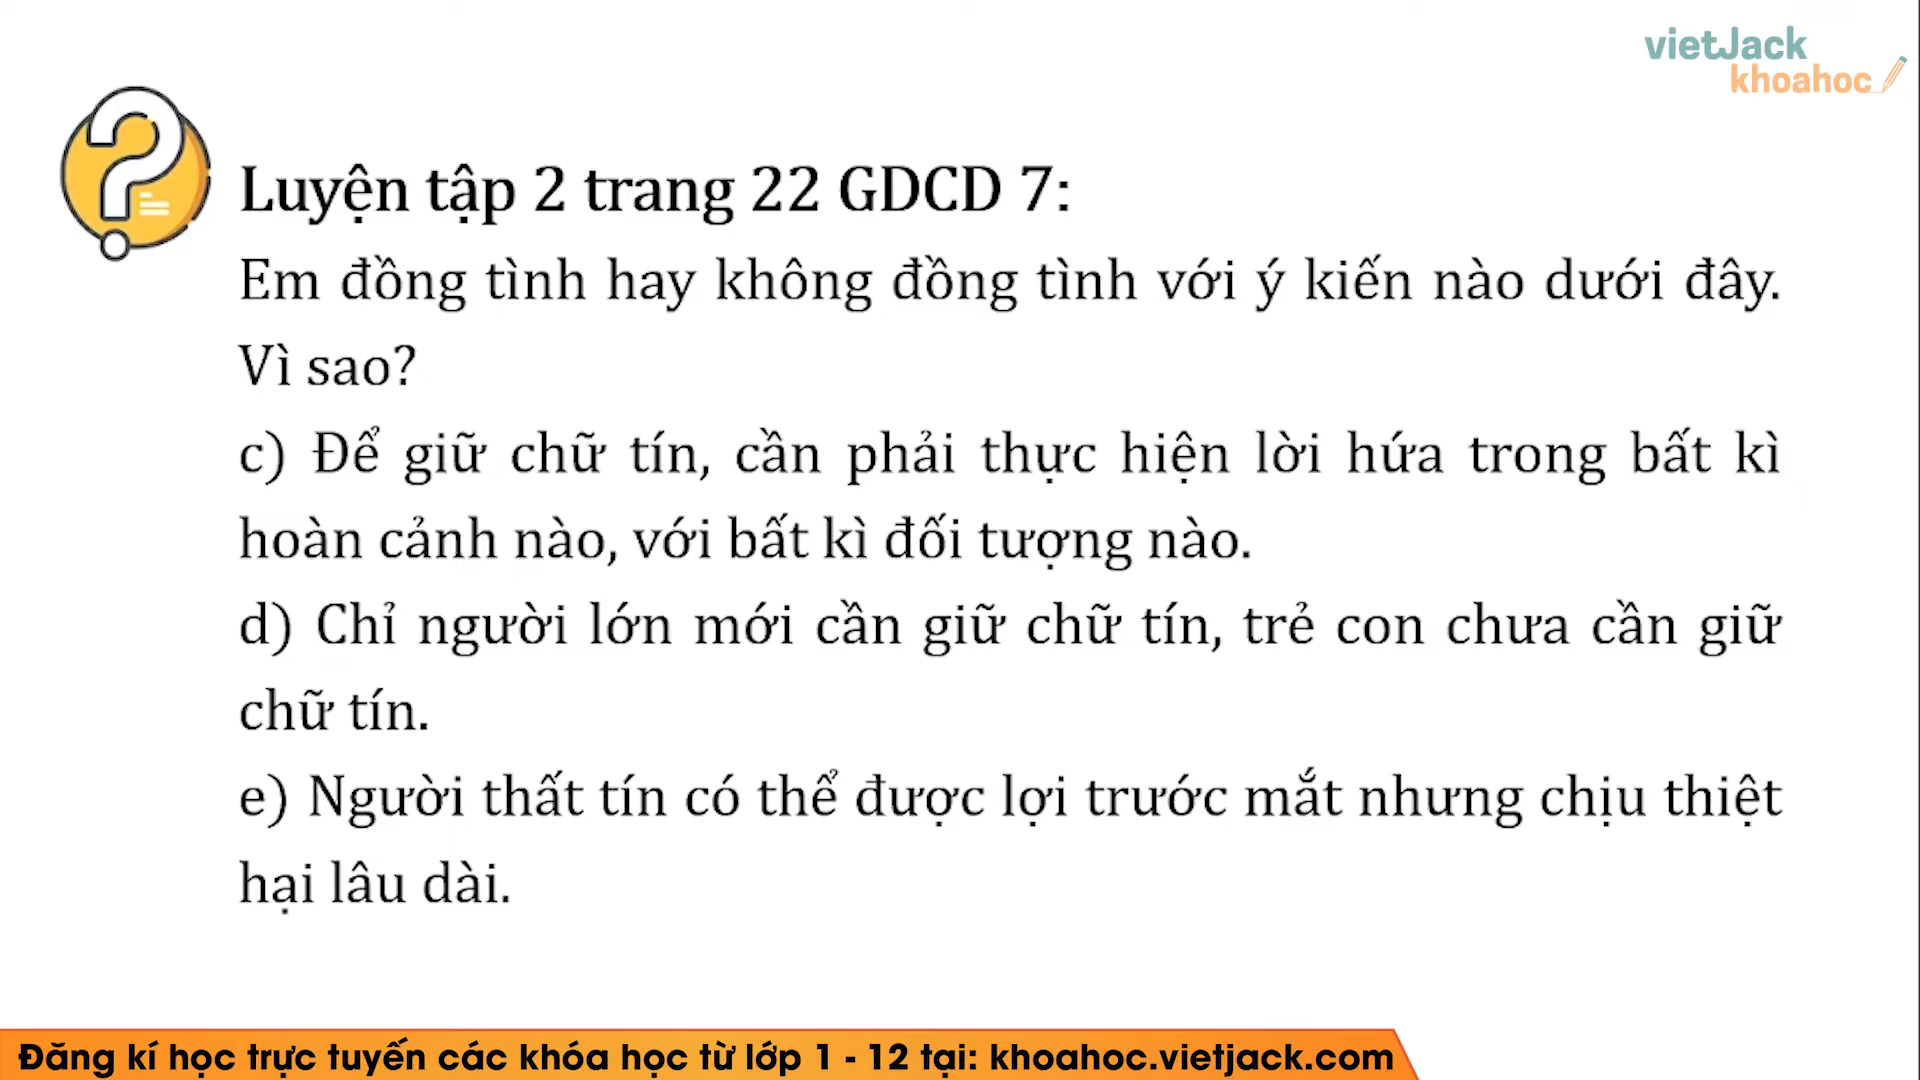 vietJack
khoahoc
Luyện tập 2 trang 22 GDCD 7:
Em đồng tình hay không đồng tình với ý kiến nào dưới đây.
Vì sao?
c) Để giữ chữ tín, cần phải thực hiện lời hứa trong bất kì
hoàn cảnh nào, với bất kì đối tượng nào.
d) Chỉ người lớn mới cần giữ chữ tín, trẻ con chưa cần giữ
chữ tín.
e) Người thất tín có thể được lợi trước mắt nhưng chịu thiệt
hại lâu dài.
Đăng kí học trực tuyến các khóa học từ lớp 1 - 12 tại: khoahoc.vietjack.com